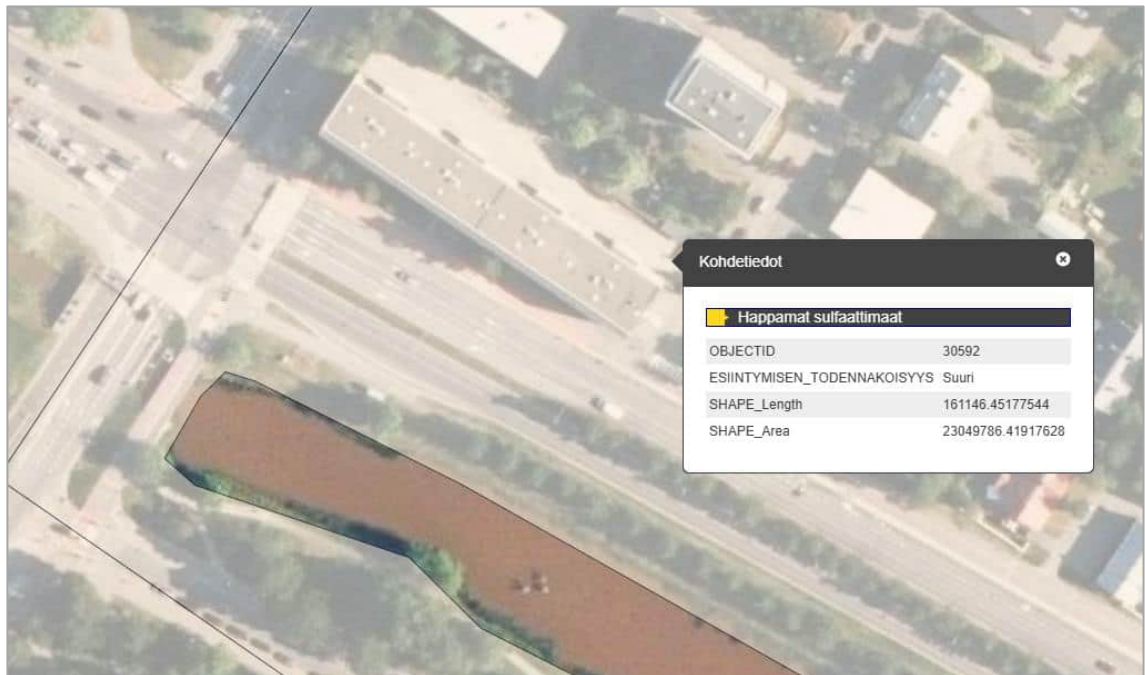 Kohdetiedot
Happamat sulfaattimaat
OBJECTID 30592
ESIINTYMISEN_TODENNAKOISYYS Suuri
SHAPE_Length 161146.45177544
SHAPE_Area 23049786.41917628